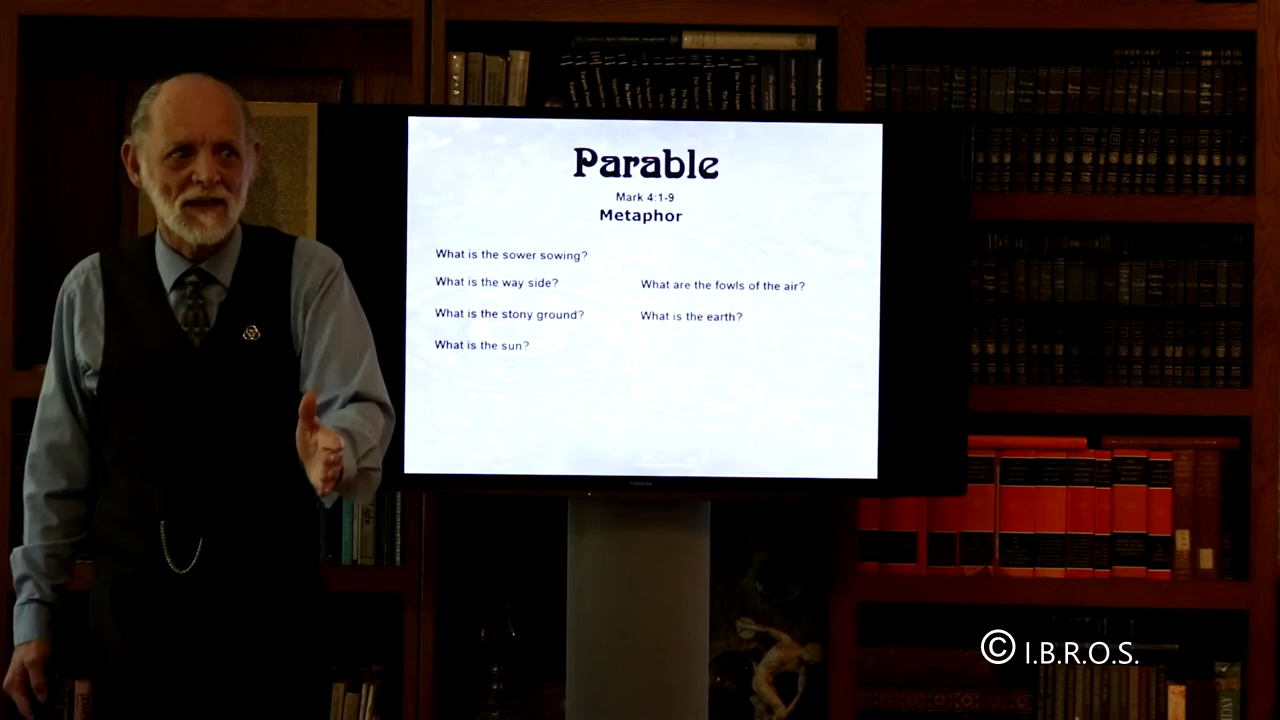 Parable
Mark 4:1-9
Metaphor
What is the sower sowing?
What is the way side?
What are the fowls of the air?
What is the stony ground?
What is the earth?
What is the sun?
TOSHIBA
© I.B.R.O.S.